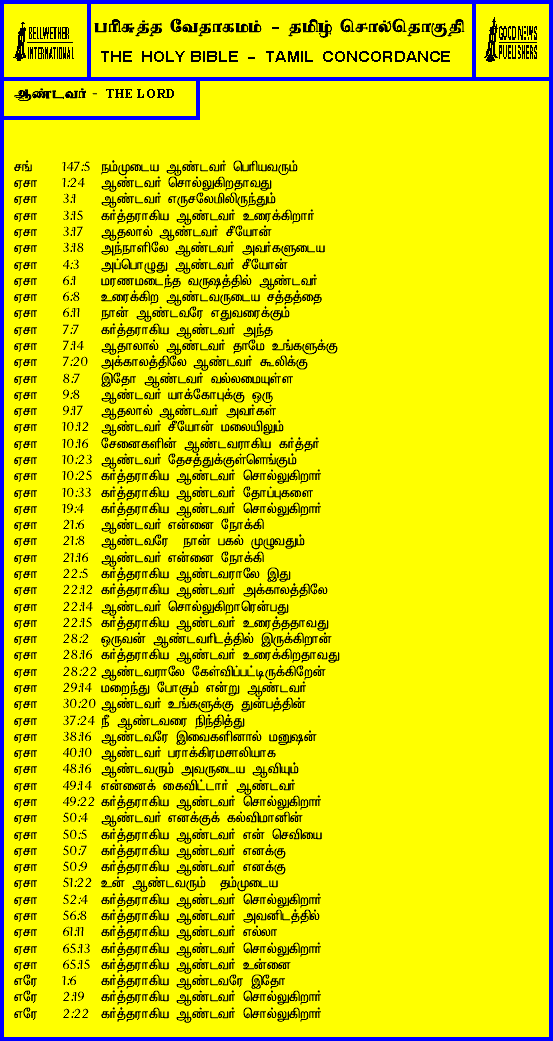 BELLWETHER
INTERNATIONAL
பரிசுத்த வேதாகமம் - தமிழ் சொல்தொகுதி
THE HOLY BIBLE - TAMIL CONCORDANCE
GOOD NEWS
PUBLISHERS
ஆண்டவர் - THE LORD
சங் 147:5 நம்முடைய ஆண்டவர் பெரியவரும்
ஏசா 1:24 ஆண்டவர் சொல்லுகிறதாவது
ஏசா 3:1 ஆண்டவர் எருசலேமிலிருந்தும்
ஏசா 3:15 கர்த்தராகிய ஆண்டவர் உரைக்கிறார்
ஏசா 3:17 ஆதலால் ஆண்டவர் சீயோன்
ஏசா 3:18 அந்நாளிலே ஆண்டவர் அவர்களுடைய
ஏசா 4:3 அப்பொழுது ஆண்டவர் சீயோன்
ஏசா 6:1 மரணமடைந்த வருஷத்தில் ஆண்டவர்
ஏசா 6:8 உரைக்கிற ஆண்டவருடைய சத்தத்தை
ஏசா 6:11 நான் ஆண்டவரே எதுவரைக்கும்
ஏசா 7:7 கர்த்தராகிய ஆண்டவர் அந்த
ஏசா 7:14 ஆதாலால் ஆண்டவர் தாமே உங்களுக்கு
ஏசா 7:20 அக்காலத்திலே ஆண்டவர் கூலிக்கு
ஏசா 8:7 இதோ ஆண்டவர் வல்லமையுள்ள
ஏசா 9:8 ஆண்டவர் யாக்கோபுக்கு ஒரு
ஏசா 9:17 ஆதலால் ஆண்டவர் அவர்கள்
ஏசா 10:12 ஆண்டவர் சீயோன் மலையிலும்
ஏசா 10:16 சேனைகளின் ஆண்டவராகிய கர்த்தர்
ஏசா 10:23 ஆண்டவர் தேசத்துக்குள்ளெங்கும்
ஏசா 10:25 கர்த்தராகிய ஆண்டவர் சொல்லுகிறார்
ஏசா 10:33 கர்த்தராகிய ஆண்டவர் தோப்புகளை
ஏசா 19:4 கர்த்தராகிய ஆண்டவர் சொல்லுகிறார்
ஏசா 21:6 ஆண்டவர் என்னை நோக்கி
ஏசா 21:8 ஆண்டவரே நான் பகல் முழுவதும்
ஏசா 21:16 ஆண்டவர் என்னை நோக்கி
ஏசா 22:5 கர்த்தராகிய ஆண்டவராலே இது
ஏசா 22:12 கர்த்தராகிய ஆண்டவர் அக்காலத்திலே
ஏசா 22:14 ஆண்டவர் சொல்லுகிறாரென்பது
ஏசா 22:15 கர்த்தராகிய ஆண்டவர் உரைத்ததாவது
ஏசா 28:2 ஒருவன் ஆண்டவரிடத்தில் இருக்கிறான்
ஏசா 28:16 கர்த்தராகிய ஆண்டவர் உரைக்கிறதாவது
ஏசா 28:22 ஆண்டவராலே கேள்விப்பட்டிருக்கிறேன்
ஏசா 29:14 மறைந்து போகும் என்று ஆண்டவர்
ஏசா 30:20 ஆண்டவர் உங்களுக்கு துன்பத்தின்
ஏசா 37:24 நீ ஆண்டவரை நிந்தித்து
ஏசா 38:16 ஆண்டவரே இவைகளினால் மனுஷன்
ஏசா 40:10 ஆண்டவர் பராக்கிரமசாலியாக
ஏசா 48:16 ஆண்டவரும் அவருடைய ஆவியும்
ஏசா 49:14 என்னைக் கைவிட்டார் ஆண்டவர்
ஏசா 49:22 கர்த்தராகிய ஆண்டவர் சொல்லுகிறார்
ஏசா 50:4 ஆண்டவர் எனக்குக் கல்விமானின்
ஏசா 50:5 கர்த்தராகிய ஆண்டவர் என் செவியை
ஏசா 50:7 கர்த்தராகிய ஆண்டவர் எனக்கு
ஏசா 50:9 கர்த்தராகிய ஆண்டவர் எனக்கு
ஏசா 51:22 உன் ஆண்டவரும் தம்முடைய
ஏசா 52:4 கர்த்தராகிய ஆண்டவர் சொல்லுகிறார்
ஏசா 56:8 கர்த்தராகிய ஆண்டவர் அவனிடத்தில்
ஏசா 61:11 கர்த்தராகிய ஆண்டவர் எல்லா
ஏசா 65:13 கர்த்தராகிய ஆண்டவர் சொல்லுகிறார்
ஏசா 65:15 கர்த்தராகிய ஆண்டவர் உன்னை
எரே 1:6 கர்த்தராகிய ஆண்டவரே இதோ
எரே 2:19 கர்த்தராகிய ஆண்டவர் சொல்லுகிறார்
எரே 2:22 கர்த்தராகிய ஆண்டவர் சொல்லுகிறார்